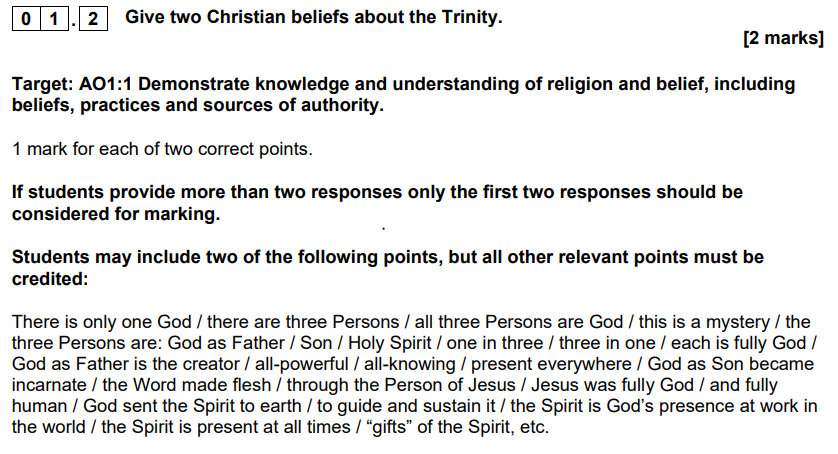 0 1 . 2 Give two Christian beliefs about the Trinity.
[2 marks]
Target: AO1:1 Demonstrate knowledge and understanding of religion and belief, including
beliefs, practices and sources of authority.
1 mark for each of two correct points.
If students provide more than two responses only the first two responses should be
considered for marking.
Students may include two of the following points, but all other relevant points must be
credited:
There is only one God / there are three Persons / all three Persons are God / this is a mystery / the
three Persons are: God as Father / Son / Holy Spirit / one in three / three in one / each is fully God /
God as Father is the creator / all-powerful / all-knowing / present everywhere / God as Son became
incarnate / the Word made flesh / through the Person of Jesus / Jesus was fully God / and fully
human / God sent the Spirit to earth / to guide and sustain it / the Spirit is God’s presence at work in
the world / the Spirit is present at all times / “gifts” of the Spirit, etc.